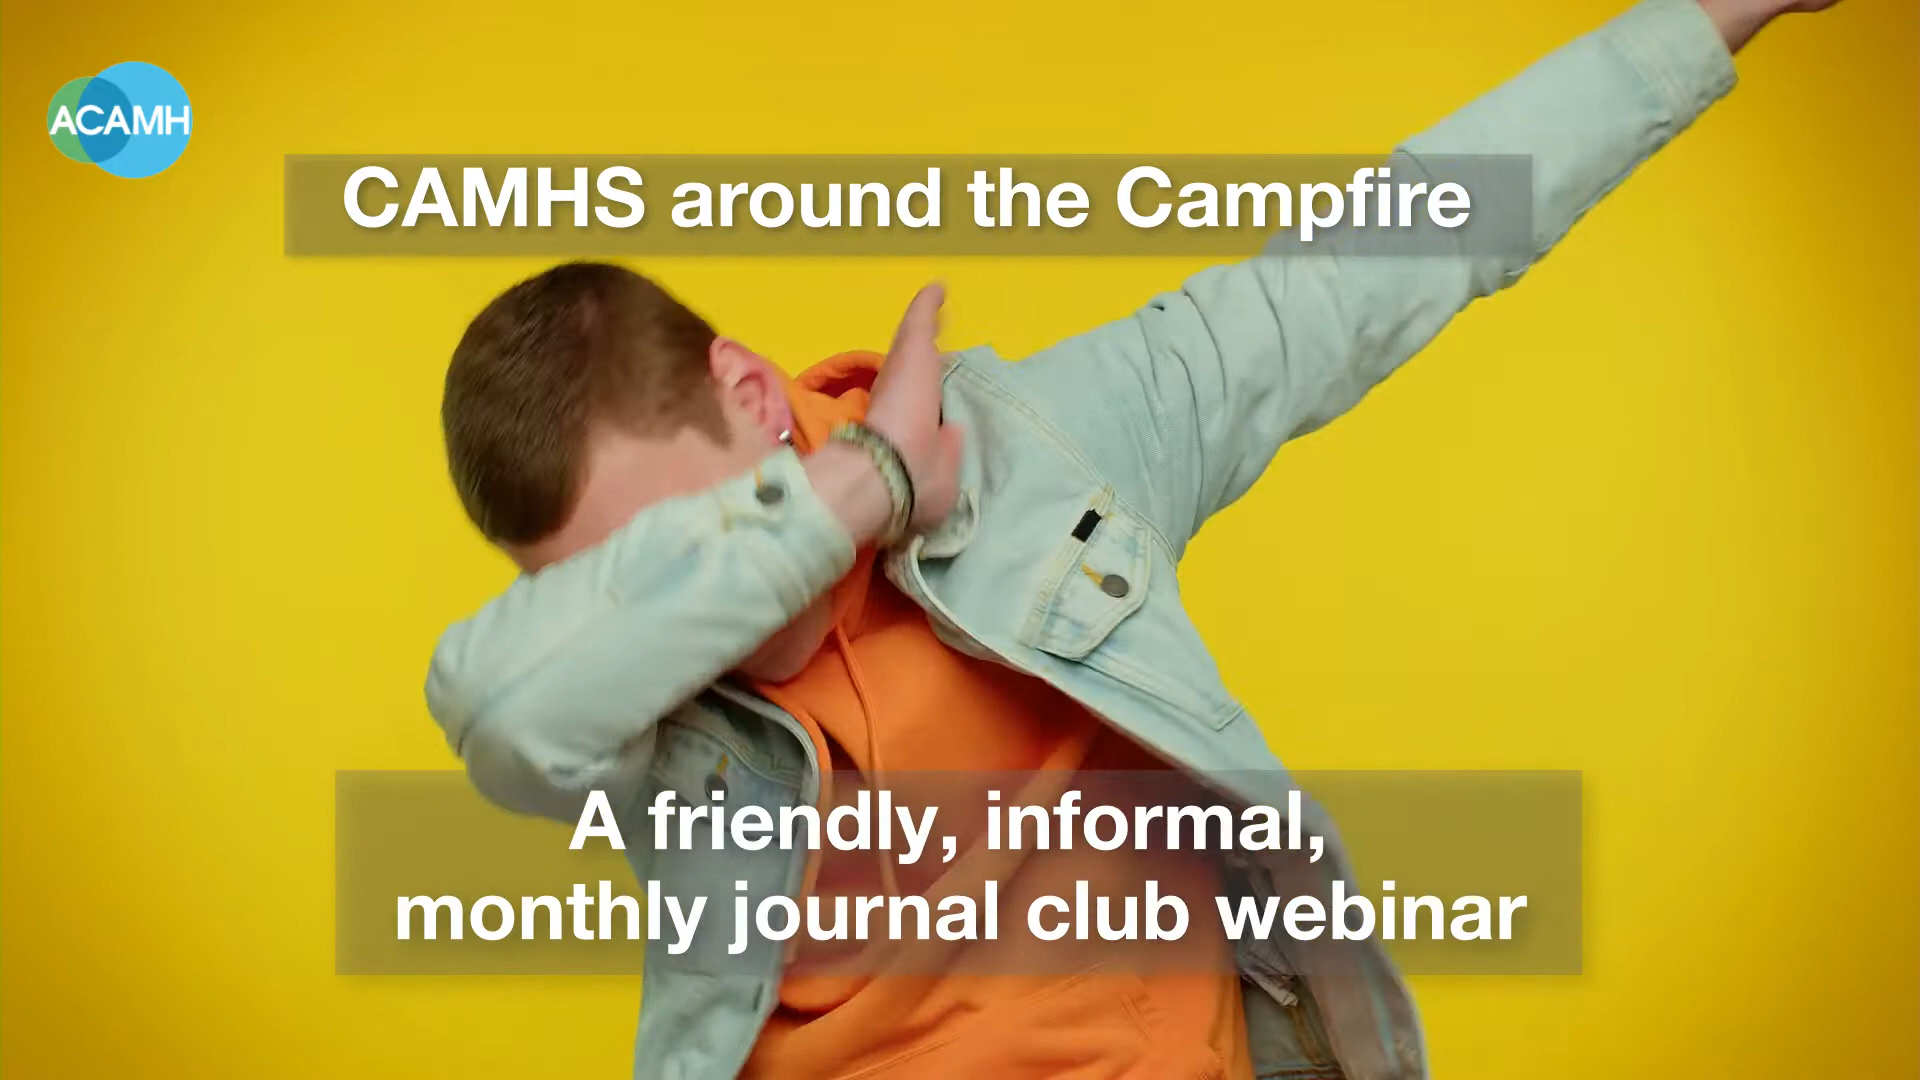 ACAMH
CAMHS around the Campfire
A friendly, informal,
monthly journal club webinar